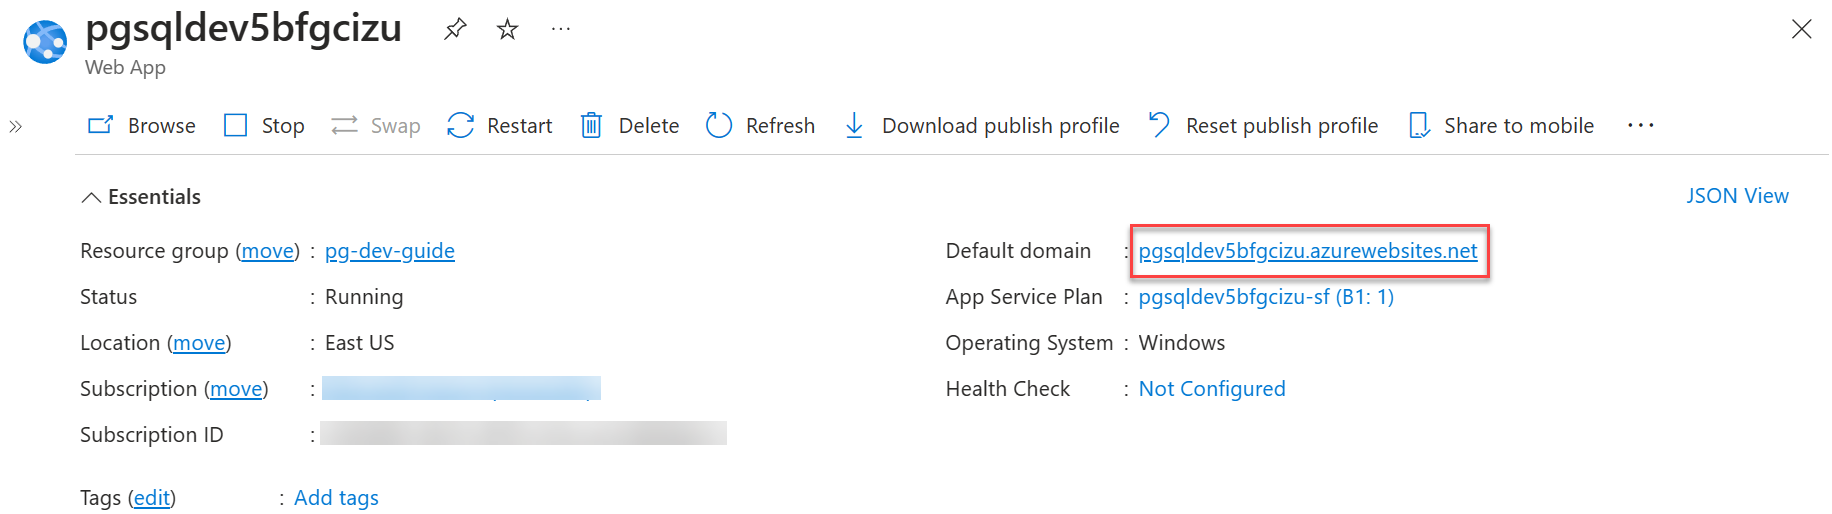 pgsqldev5bfgcizu
Web App
Browse Stop Swap Restart Delete Refresh Download publish profile Reset publish profile Share to mobile
Essentials JSON View
Resource group (move) : pg-dev-guide Default domain : pgsqldev5bfgcizu.azurewebsites.net
Status : Running App Service Plan : pgsqldev5bfgcizu-sf (B1: 1)
Location (move) : East US Operating System : Windows
Subscription (move) : Health Check : Not Configured
Subscription ID :
Tags (edit) : Add tags